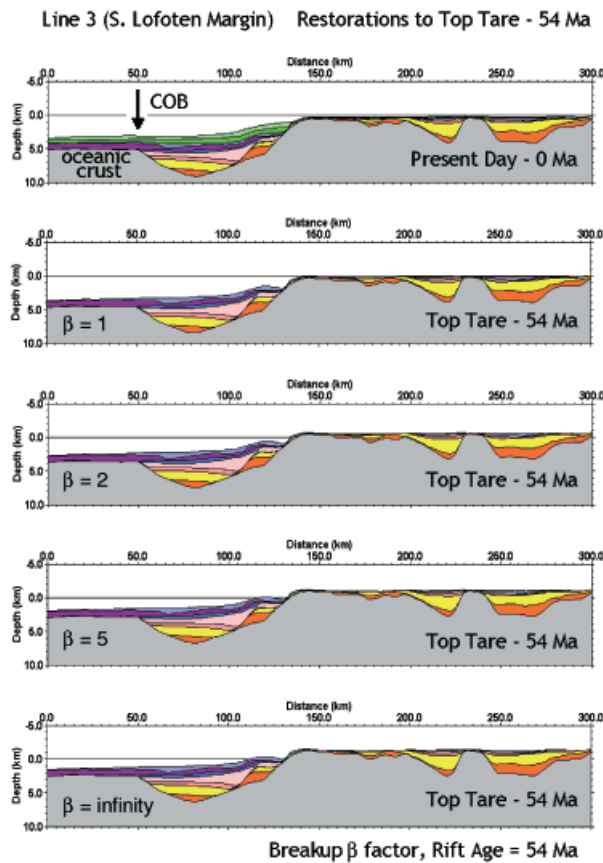 Line 3 (S. Lofoten Margin) Restorations to Top Tare - 54 Ma
Distance (km)
0.0 50.0 100.0 150.0 200.0 250.0 300.0
-5.0
COB
0.0
Depth (km)
5.0
oceanic
crust
Present Day - 0 Ma
10.0
Distance (km)
0.0 50.0 100.0 150.0 200.0 250.0 300.0
-5.0
0.0
Depth (km)
5.0
β = 1
Top Tare - 54 Ma
10.0
Distance (km)
0.0 50.0 100.0 150.0 200.0 250.0 300.0
-5.0
0.0
Depth (km)
5.0
β = 2
Top Tare - 54 Ma
10.0
Distance (km)
0.0 50.0 100.0 150.0 200.0 250.0 300.0
-5.0
0.0
Depth (km)
5.0
β = 5
Top Tare - 54 Ma
10.0
Distance (km)
0.0 50.0 100.0 150.0 200.0 250.0 300.0
-5.0
0.0
Depth (km)
5.0
β = infinity
Top Tare - 54 Ma
10.0
Breakup β factor, Rift Age = 54 Ma